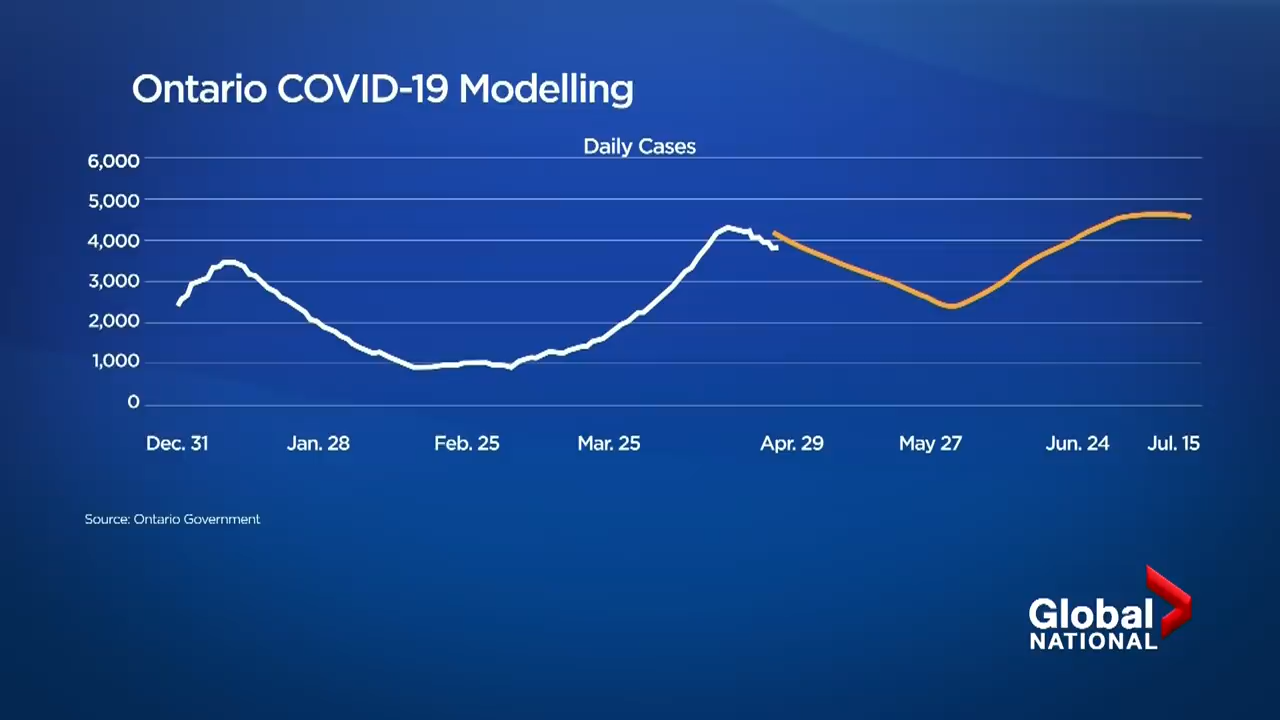 Ontario COVID-19 Modelling
Daily Cases
6,000
5,000
4,000
3,000
2,000
1,000
0
Dec. 31 Jan. 28 Feb. 25 Mar. 25 Apr. 29 May 27 Jun. 24 Jul. 15
Source: Ontario Government
Global
NATIONAL